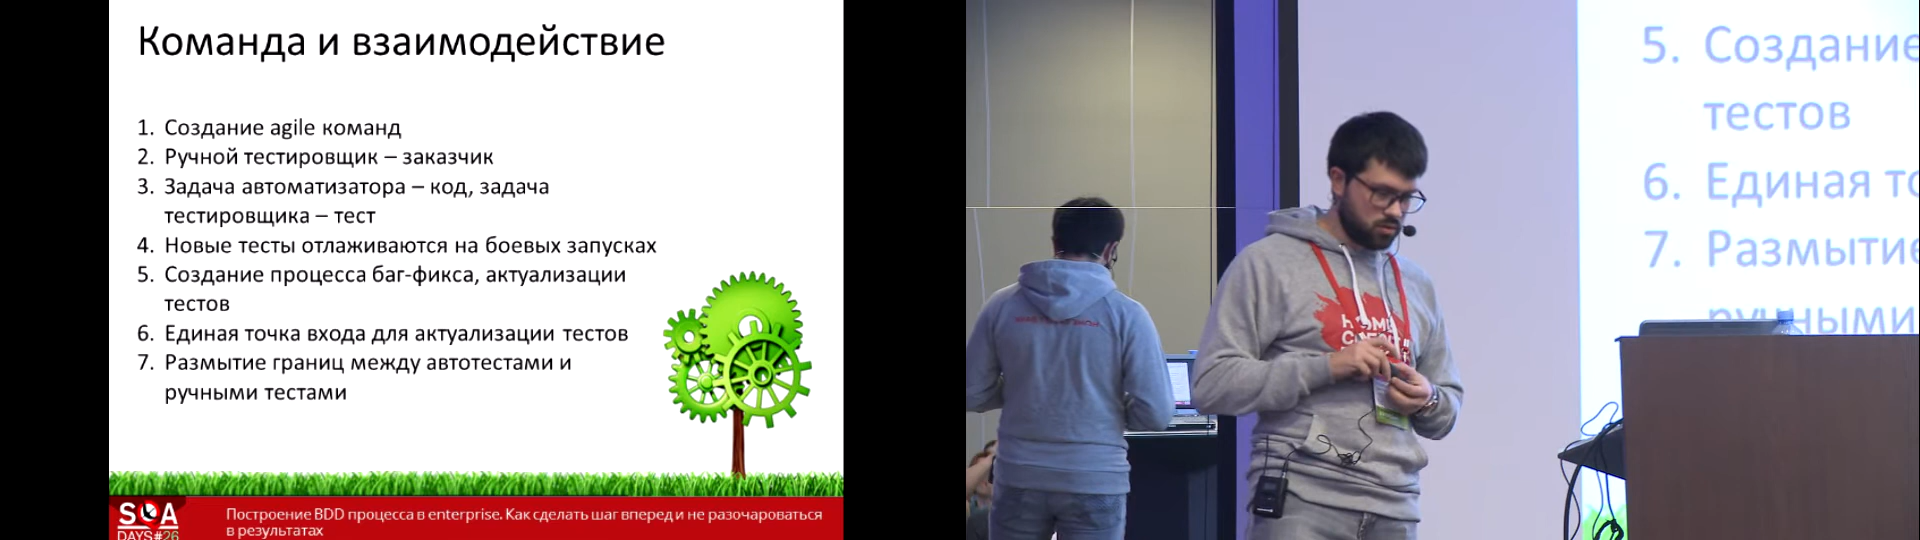 Команда и взаимодействие
1. Создание agile команд
2. Ручной тестировщик – заказчик
3. Задача автоматизатора – код, задача
тестировщика – тест
4. Новые тесты отлаживаются на боевых запусках
5. Создание процесса баг-фикса, актуализации
тестов
6. Единая точка входа для актуализации тестов
7. Размытие границ между автотестами и
ручными тестами
SQA
DAYS#26
Построение BDD процесса в enterprise. Как сделать шаг вперед и не разочароваться
в результатах
5. Создание
тестов
6. Единая то
7. Размытие
ручными